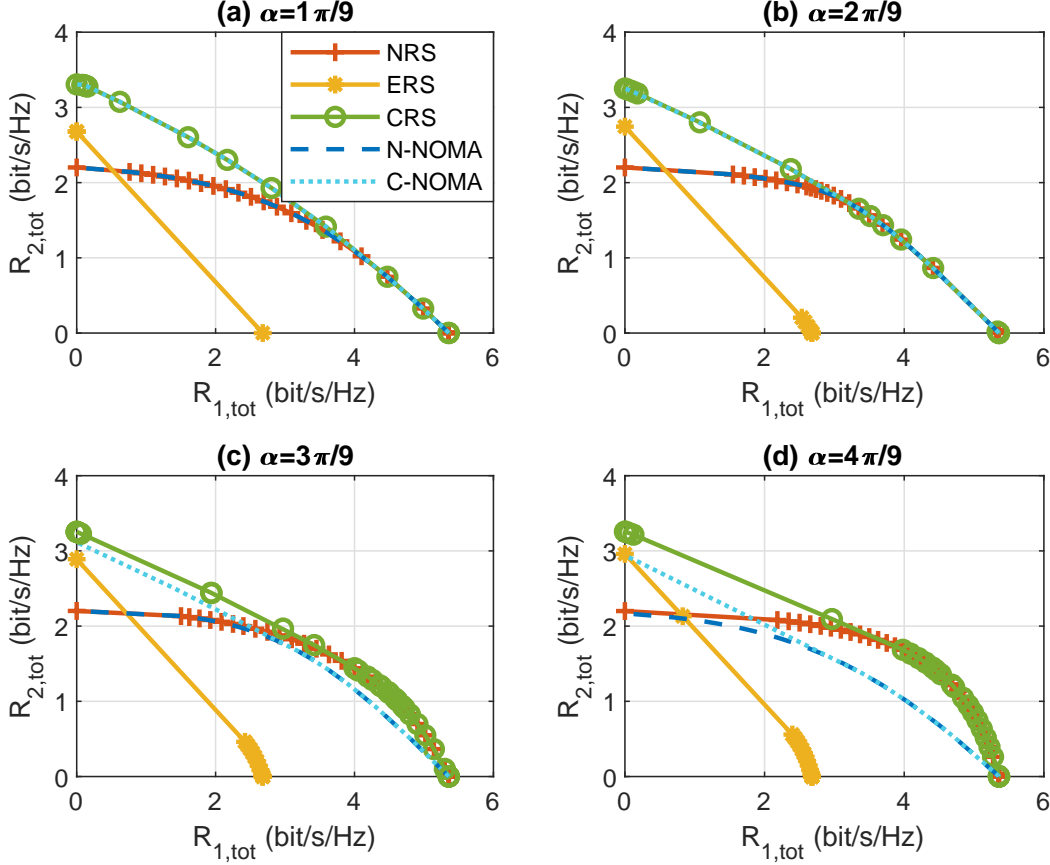 (a) α=1π/9
4
3
2
1
0
R2,tot (bit/s/Hz)
0 2 4 6
R1,tot (bit/s/Hz)
NRS
ERS
CRS
N-NOMA
C-NOMA
(b) α=2π/9
4
3
2
1
0
R2,tot (bit/s/Hz)
0 2 4 6
R1,tot (bit/s/Hz)
(c) α=3π/9
4
3
2
1
0
R2,tot (bit/s/Hz)
0 2 4 6
R1,tot (bit/s/Hz)
(d) α=4π/9
4
3
2
1
0
R2,tot (bit/s/Hz)
0 2 4 6
R1,tot (bit/s/Hz)